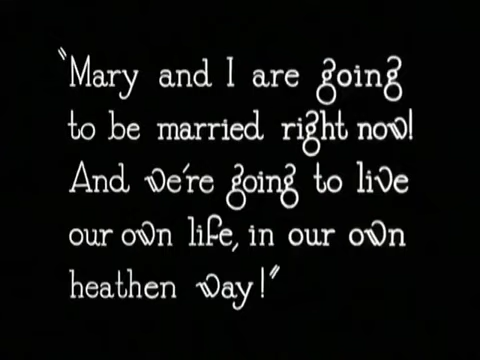 "Mary and I are going
to be married right now!
And we're going to live
our own life, in our own
heathen way!"